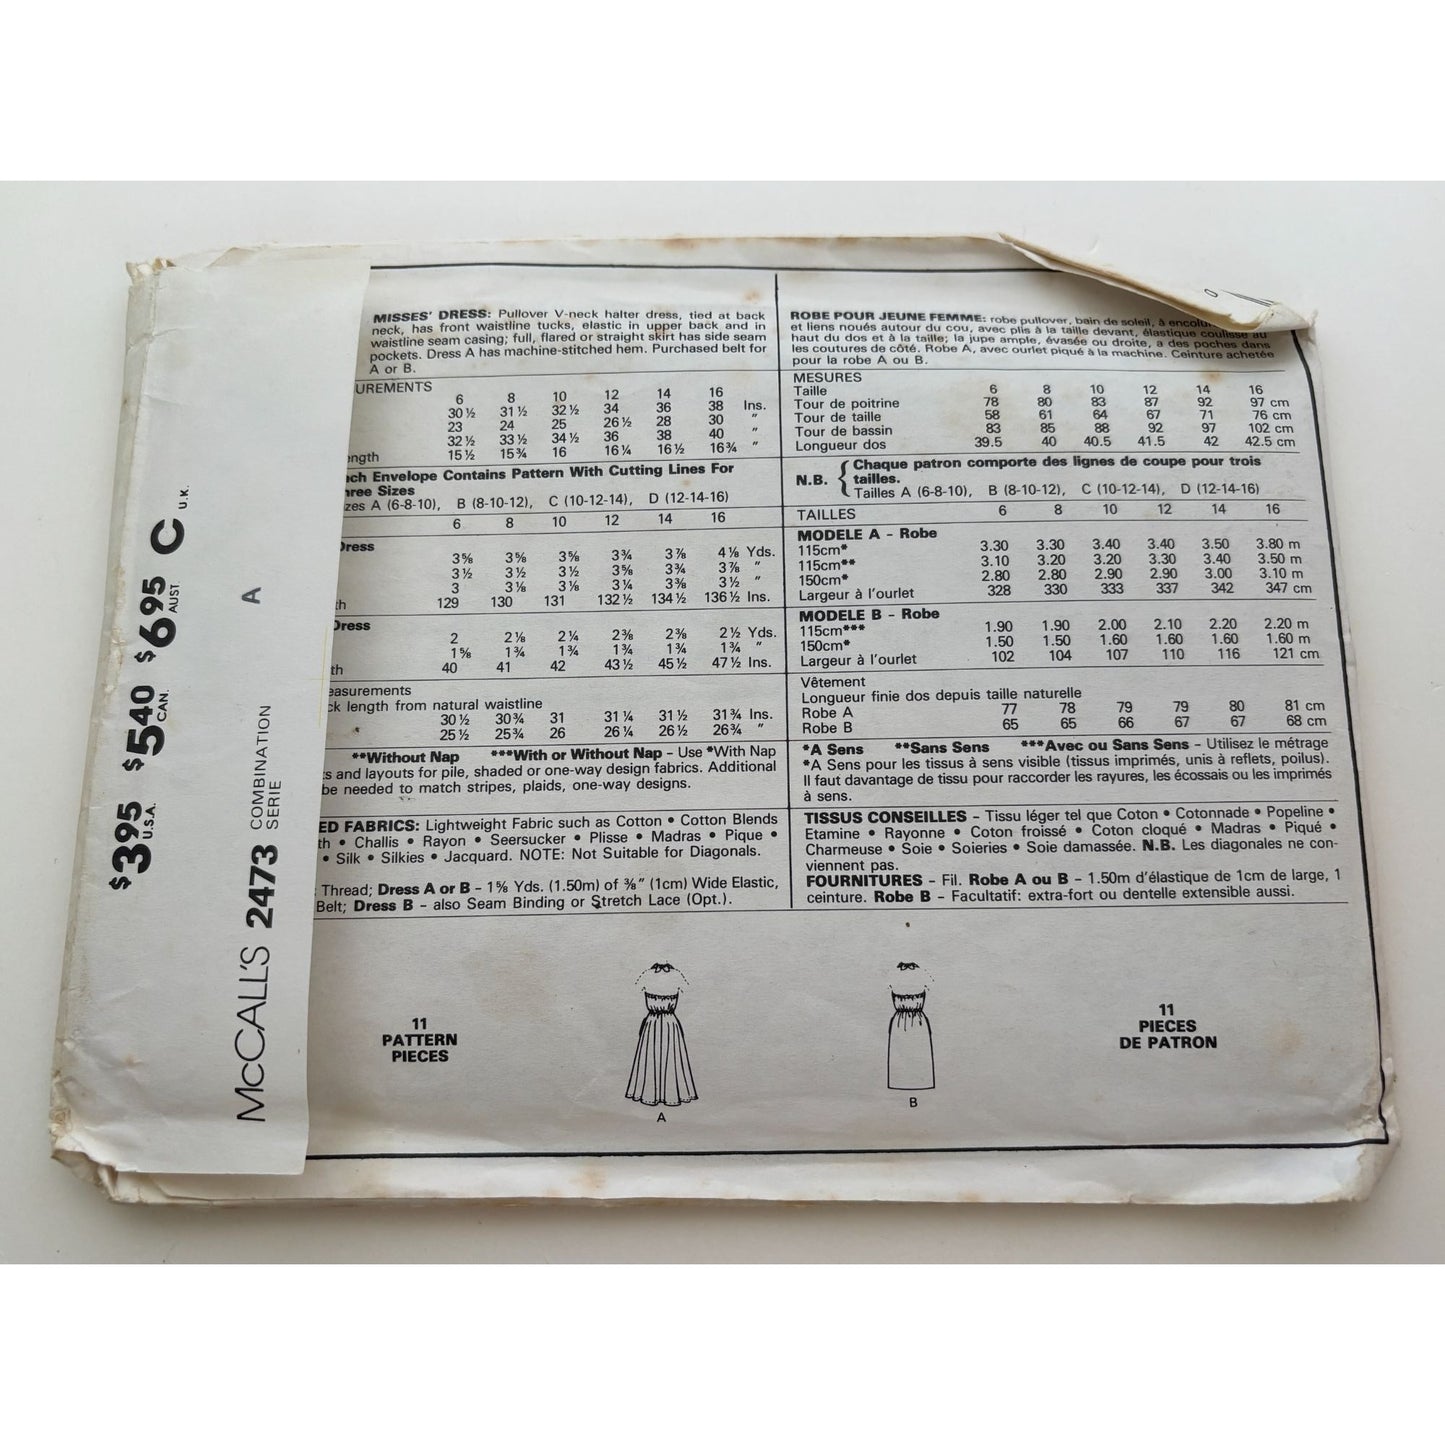 $395 U.S.A. $540 CAN. $695 AUST. C U.K.
McCALL'S 2473 COMBINATION SERIE A
MISSES' DRESS: Pullover V-neck halter dress, tied at back
neck, has front waistline tucks, elastic in upper back and in
waistline seam casing; full, flared or straight skirt has side seam
pockets. Dress A has machine-stitched hem. Purchased belt for
A or B.
UREMENTS
6 8 10 12 14 16
30½ 31½ 32½ 34 36 38 Ins.
23 24 25 26½ 28 30 "
32½ 33½ 34½ 36 38 40 "
ength 15½ 15¾ 16 16¼ 16½ 16¾ "
ch Envelope Contains Pattern With Cutting Lines For
hree Sizes
zes A (6-8-10), B (8-10-12), C (10-12-14), D (12-14-16)
6 8 10 12 14 16
Dress
3⅝ 3⅝ 3⅝ 3¾ 3⅞ 4⅛ Yds.
3½ 3½ 3½ 3⅝ 3¾ 3⅞ "
3 3⅛ 3⅛ 3¼ 3⅜ 3½ "
th 129 130 131 132½ 134½ 136½ Ins.
Dress
2 2⅛ 2¼ 2⅜ 2⅜ 2½ Yds.
1⅝ 1¾ 1¾ 1¾ 1¾ 1¾ "
th 40 41 42 43½ 45½ 47½ Ins.
easurements
ck length from natural waistline
30½ 30¾ 31 31¼ 31½ 31¾ Ins.
25½ 25¾ 26 26¼ 26½ 26¾ "
**Without Nap ***With or Without Nap - Use *With Nap
s and layouts for pile, shaded or one-way design fabrics. Additional
be needed to match stripes, plaids, one-way designs.
ED FABRICS: Lightweight Fabric such as Cotton • Cotton Blends
th • Challis • Rayon • Seersucker • Plisse • Madras • Pique •
• Silk • Silkies • Jacquard. NOTE: Not Suitable for Diagonals.
: Thread; Dress A or B - 1⅝ Yds. (1.50m) of ⅜" (1cm) Wide Elastic,
Belt; Dress B - also Seam Binding or Stretch Lace (Opt.).
ROBE POUR JEUNE FEMME: robe pullover, bain de soleil, à encolu
et liens noués autour du cou, avec plis à la taille devant, élastique coulissé au
haut du dos et à la taille; la jupe ample, évasée ou droite, a des poches dans
les coutures de côté. Robe A, avec ourlet piqué à la machine. Ceinture achetée
pour la robe A ou B.
MESURES
Taille 6 8 10 12 14 16
Tour de poitrine 78 80 83 87 92 97 cm
Tour de taille 58 61 64 67 71 76 cm
Tour de bassin 83 85 88 92 97 102 cm
Longueur dos 39.5 40 40.5 41.5 42 42.5 cm
N.B. { Chaque patron comporte des lignes de coupe pour trois
tailles.
Tailles A (6-8-10), B (8-10-12), C (10-12-14), D (12-14-16)
TAILLES 6 8 10 12 14 16
MODELE A - Robe
115cm* 3.30 3.30 3.40 3.40 3.50 3.80 m
115cm** 3.10 3.20 3.20 3.30 3.40 3.50 m
150cm* 2.80 2.80 2.90 2.90 3.00 3.10 m
Largeur à l'ourlet 328 330 333 337 342 347 cm
MODELE B - Robe
115cm*** 1.90 1.90 2.00 2.10 2.20 2.20 m
150cm* 1.50 1.50 1.60 1.60 1.60 1.60 m
Largeur à l'ourlet 102 104 107 110 116 121 cm
Vêtement
Longueur finie dos depuis taille naturelle
Robe A 77 78 79 79 80 81 cm
Robe B 65 65 66 67 67 68 cm
*A Sens **Sans Sens ***Avec ou Sans Sens - Utilisez le métrage
*A Sens pour les tissus à sens visible (tissus imprimés, unis à reflets, poilus).
Il faut davantage de tissu pour raccorder les rayures, les écossais ou les imprimés
à sens.
TISSUS CONSEILLES - Tissu léger tel que Coton • Cotonnade • Popeline •
Etamine • Rayonne • Coton froissé • Coton cloqué • Madras • Piqué •
Charmeuse • Soie • Soieries • Soie damassée. N.B. Les diagonales ne con-
viennent pas.
FOURNITURES - Fil. Robe A ou B - 1.50m d'élastique de 1cm de large, 1
ceinture. Robe B - Facultatif: extra-fort ou dentelle extensible aussi.
11
PATTERN
PIECES
A
B
11
PIECES
DE PATRON